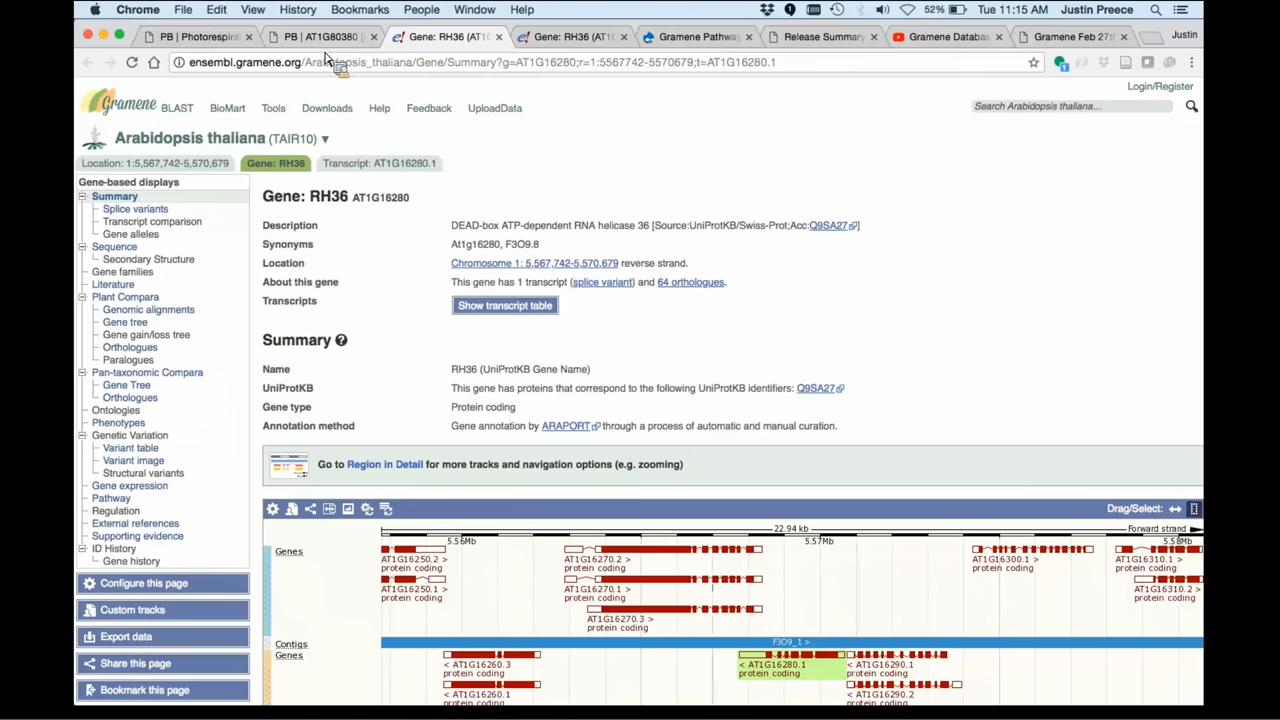 Chrome File Edit View History Bookmarks People Window Help 52% Tue 11:15 AM Justin Preece
PB | Photorespira × PB | AT1G80380 × Gene: RH36 (AT1G × Gene: RH36 (AT1G × Gramene Pathway × Release Summary × Gramene Databas × Gramene Feb 27th × Justin
ensembl.gramene.org/Arabidopsis_thaliana/Gene/Summary?g=AT1G16280;r=1:5567742-5570679;t=AT1G16280.1
Login/Register
Gramene BLAST BioMart Tools Downloads Help Feedback UploadData Search Arabidopsis thaliana...
Arabidopsis thaliana (TAIR10) ▼
Location: 1:5,567,742-5,570,679 Gene: RH36 Transcript: AT1G16280.1
Gene-based displays
Summary
Splice variants
Transcript comparison
Gene alleles
Sequence
Secondary Structure
Gene families
Literature
Plant Compara
Genomic alignments
Gene tree
Gene gain/loss tree
Orthologues
Paralogues
Pan-taxonomic Compara
Gene Tree
Orthologues
Ontologies
Phenotypes
Genetic Variation
Variant table
Variant image
Structural variants
Gene expression
Pathway
Regulation
External references
Supporting evidence
ID History
Gene history
Configure this page
Custom tracks
Export data
Share this page
Bookmark this page
Gene: RH36 AT1G16280
Description DEAD-box ATP-dependent RNA helicase 36 [Source:UniProtKB/Swiss-Prot;Acc:Q9SA27]
Synonyms At1g16280, F3O9.8
Location Chromosome 1: 5,567,742-5,570,679 reverse strand.
About this gene This gene has 1 transcript (splice variant) and 64 orthologues.
Transcripts Show transcript table
Summary
Name RH36 (UniProtKB Gene Name)
UniProtKB This gene has proteins that correspond to the following UniProtKB identifiers: Q9SA27
Gene type Protein coding
Annotation method Gene annotation by ARAPORT through a process of automatic and manual curation.
Go to Region in Detail for more tracks and navigation options (e.g. zooming)
Drag/Select:
22.94 kb Forward strand
5.56Mb 5.57Mb 5.58Mb
Genes
AT1G16250.2 > AT1G16270.2 > AT1G16300.1 > AT1G16310.1 >
protein coding protein coding protein coding protein coding
AT1G16250.1 > AT1G16270.1 > AT1G16310.2 >
protein coding protein coding protein coding
AT1G16270.3 >
protein coding
Contigs F3O9_1 >
Genes
< AT1G16260.3 < AT1G16280.1 < AT1G16290.1
protein coding protein coding protein coding
< AT1G16260.1 < AT1G16290.2
protein coding